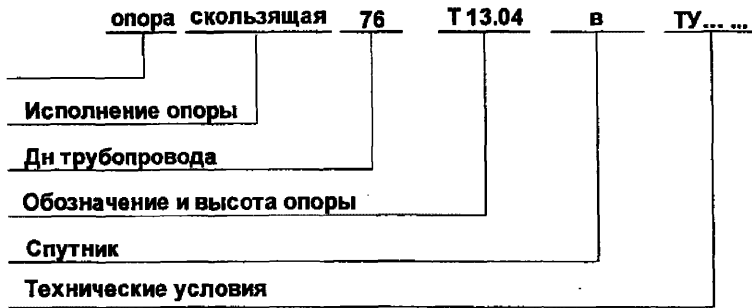 опора скользящая 76 Т 13.04 в ТУ... ...
Исполнение опоры
Дн трубопровода
Обозначение и высота опоры
Спутник
Технические условия